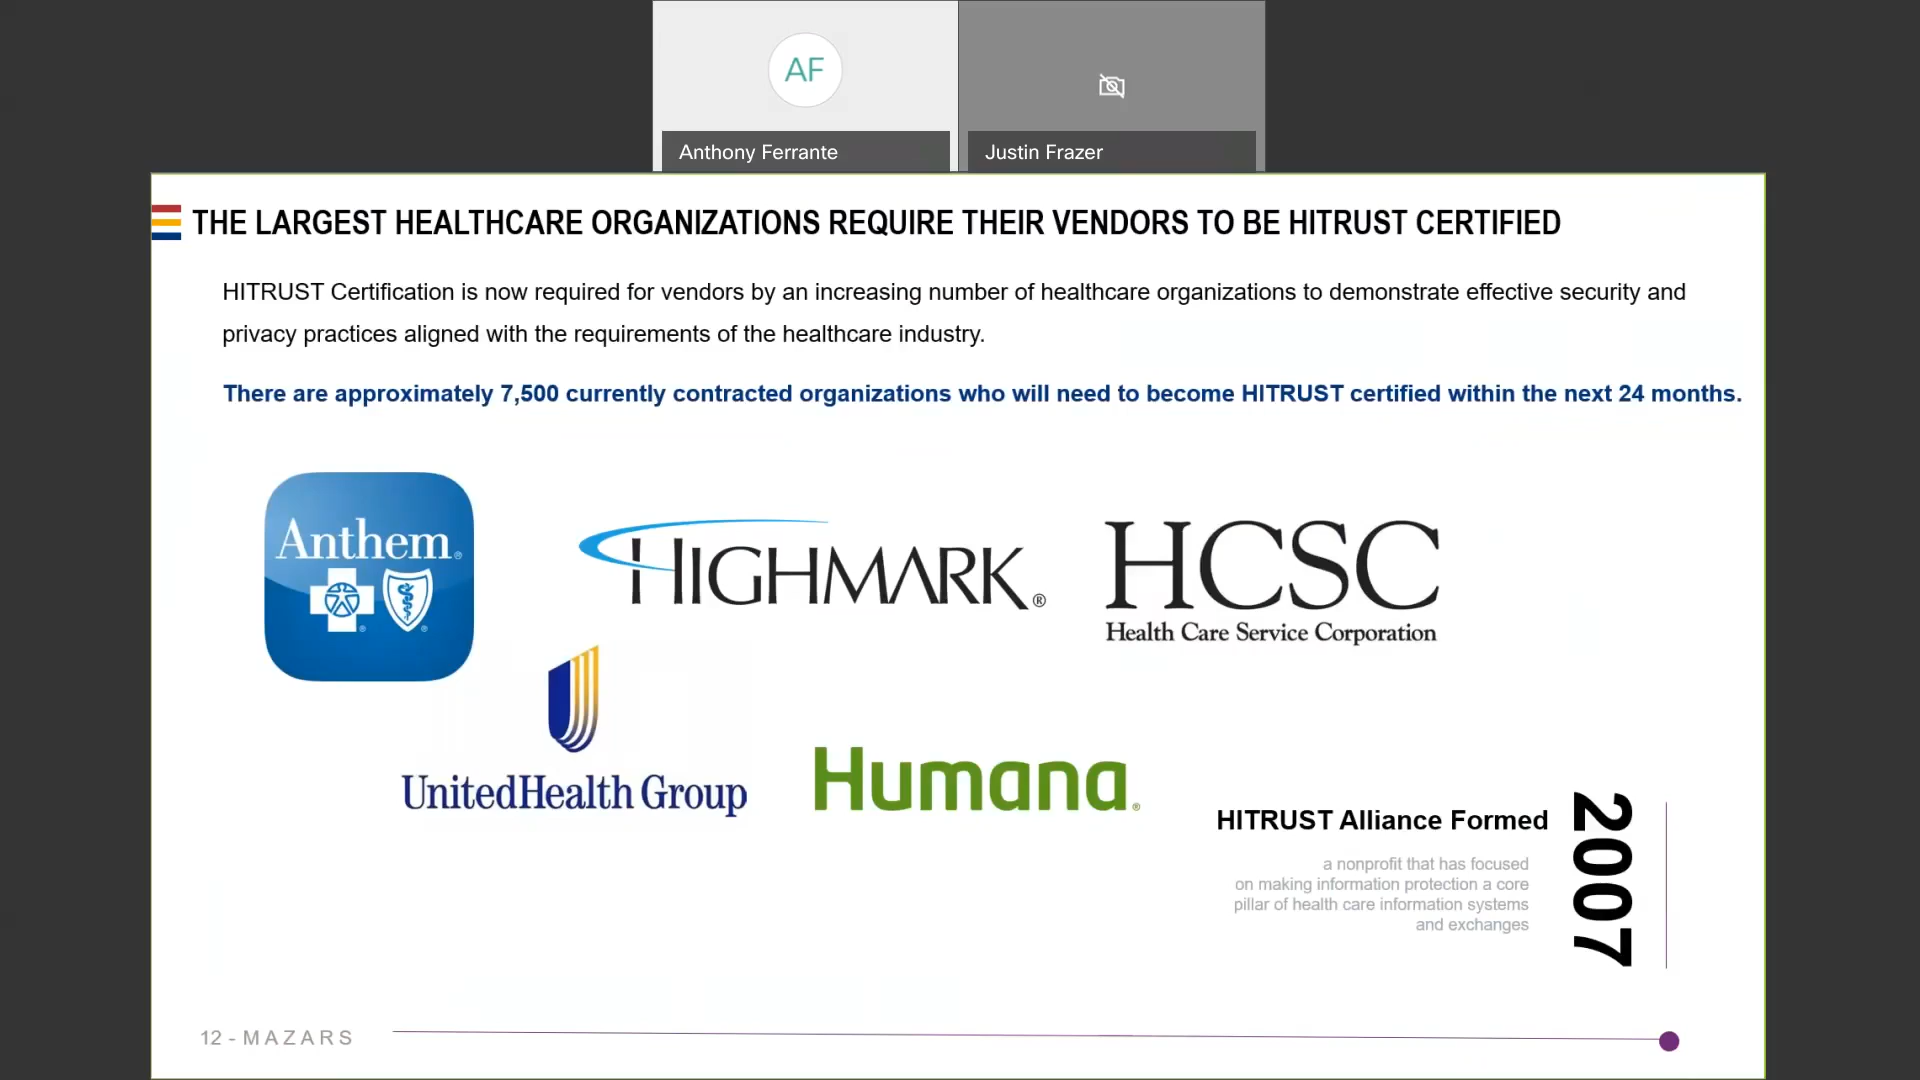 AF
Anthony Ferrante
Justin Frazer
THE LARGEST HEALTHCARE ORGANIZATIONS REQUIRE THEIR VENDORS TO BE HITRUST CERTIFIED
HITRUST Certification is now required for vendors by an increasing number of healthcare organizations to demonstrate effective security and
privacy practices aligned with the requirements of the healthcare industry.
There are approximately 7,500 currently contracted organizations who will need to become HITRUST certified within the next 24 months.
Anthem®
HIGHMARK®
HCSC
Health Care Service Corporation
UnitedHealth Group
Humana®
HITRUST Alliance Formed
a nonprofit that has focused
on making information protection a core
pillar of health care information systems
and exchanges
2007
12 - MAZARS